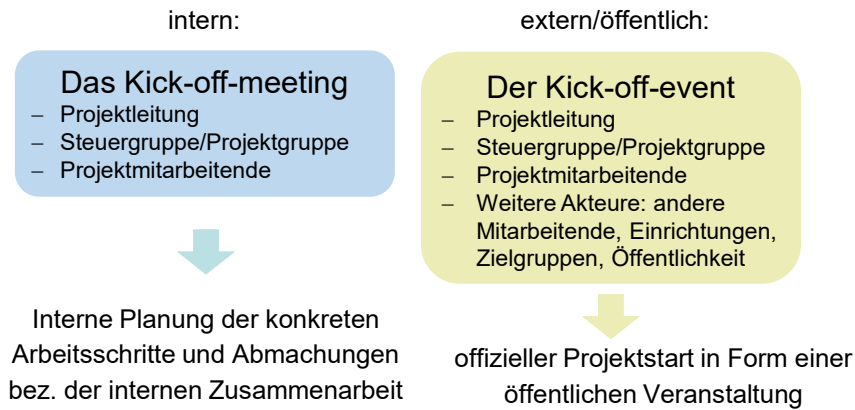 intern:
Das Kick-off-meeting
– Projektleitung
– Steuergruppe/Projektgruppe
– Projektmitarbeitende
Interne Planung der konkreten
Arbeitsschritte und Abmachungen
bez. der internen Zusammenarbeit
extern/öffentlich:
Der Kick-off-event
– Projektleitung
– Steuergruppe/Projektgruppe
– Projektmitarbeitende
– Weitere Akteure: andere
Mitarbeitende, Einrichtungen,
Zielgruppen, Öffentlichkeit
offizieller Projektstart in Form einer
öffentlichen Veranstaltung